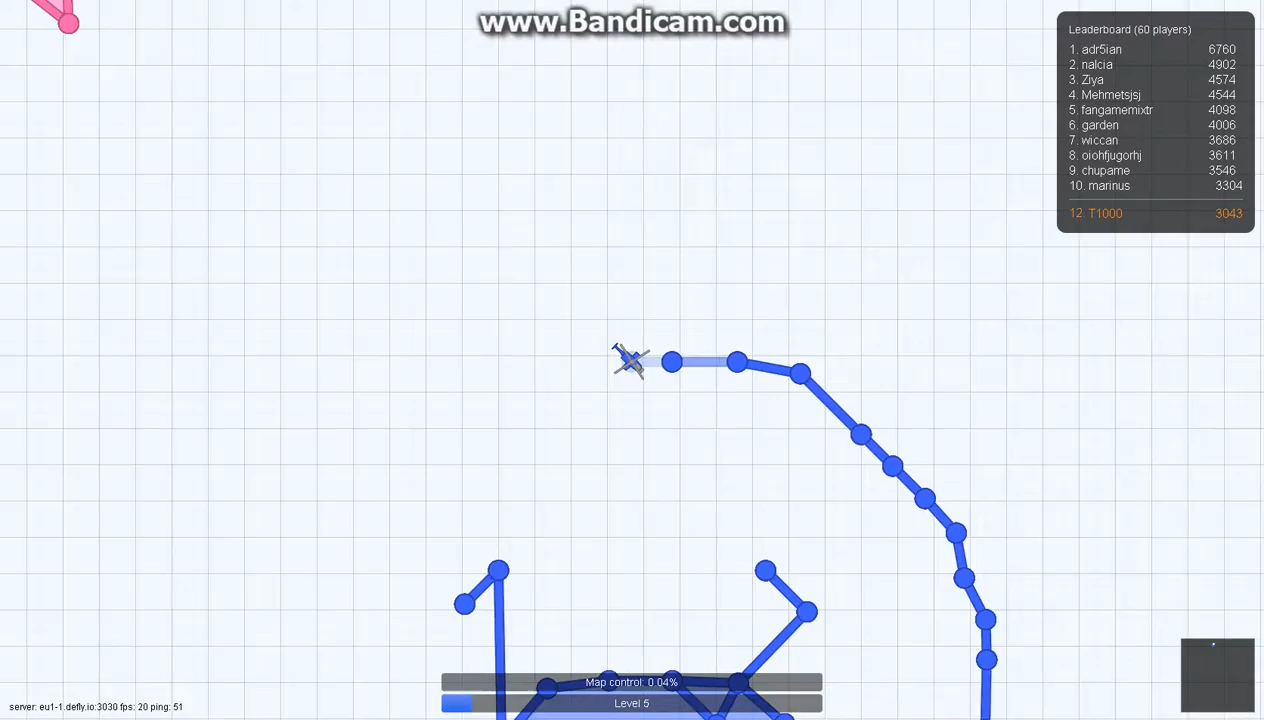 www.Bandicam.com
Leaderboard (60 players)
1. adr5ian 6760
2. nalcia 4902
3. Ziya 4574
4. Mehmetsjsj 4544
5. fangamemixtr 4098
6. garden 4006
7. wiccan 3686
8. oiohfjugorhj 3611
9. chupame 3546
10. marinus 3304
12. T1000 3043
Map control: 0.04%
Level 5
server: eu1-1.defly.io:3030 fps: 20 ping: 51